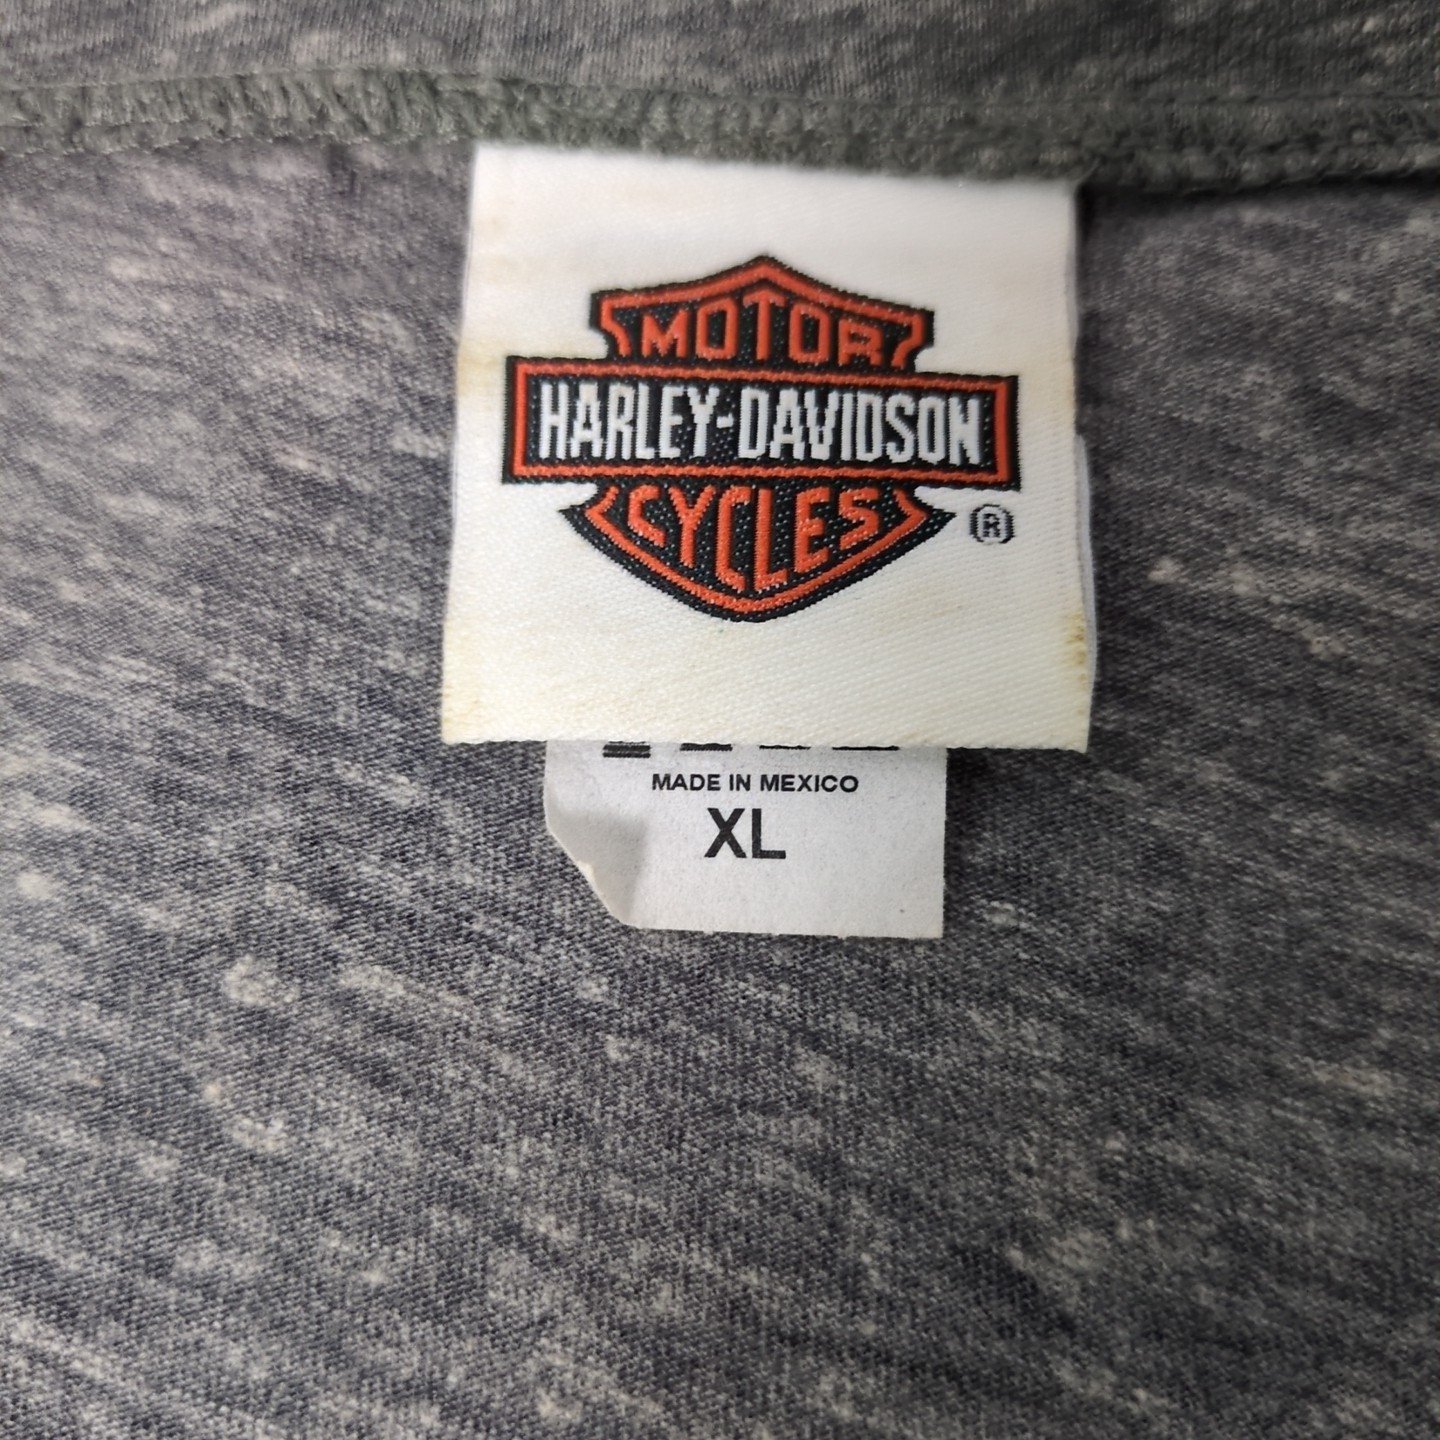 MOTOR
HARLEY-DAVIDSON
CYCLES
®
MADE IN MEXICO
XL